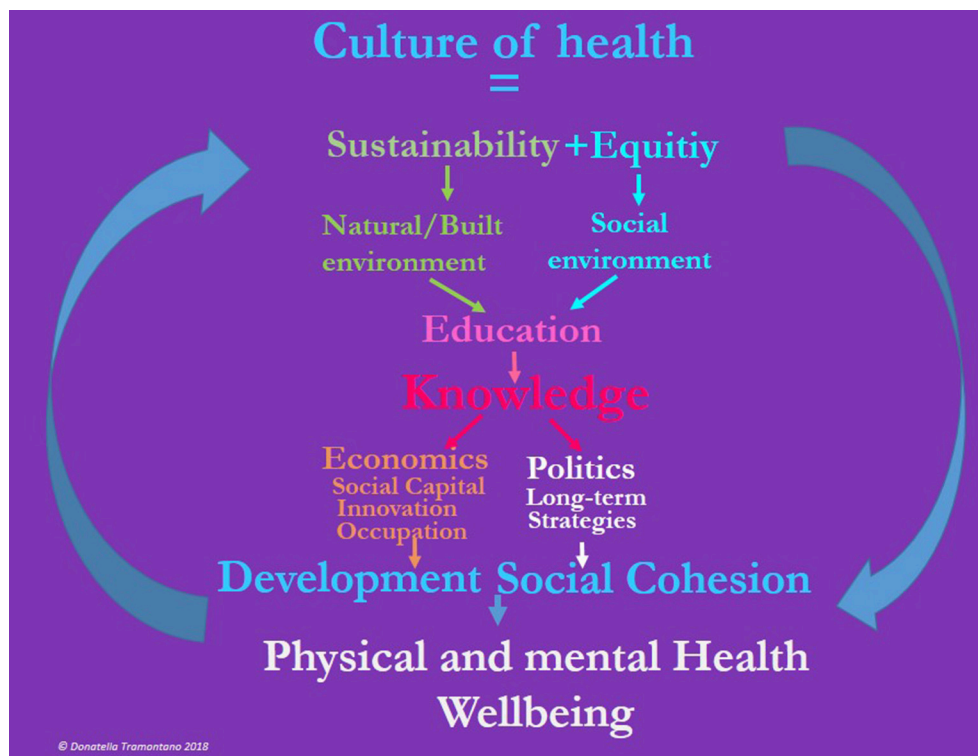 Culture of health
=
Sustainability + Equitiy
Natural/Built
environment
Social
environment
Education
Knowledge
Economics
Social Capital
Innovation
Occupation
Politics
Long-term
Strategies
Development Social Cohesion
Physical and mental Health
Wellbeing
© Donatella Tramontano 2018